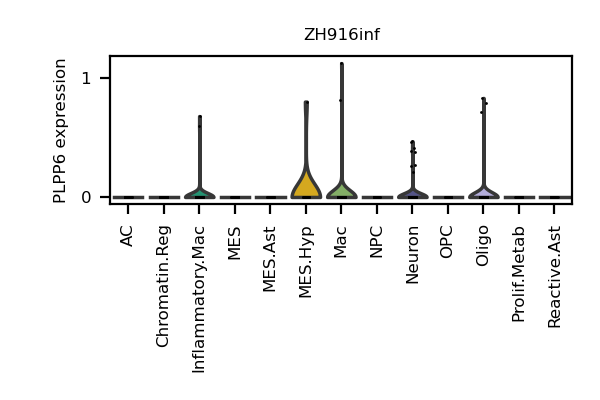 ZH916inf
PLPP6 expression
1
0
AC
Chromatin.Reg
Inflammatory.Mac
MES
MES.Ast
MES.Hyp
Mac
NPC
Neuron
OPC
Oligo
Prolif.Metab
Reactive.Ast